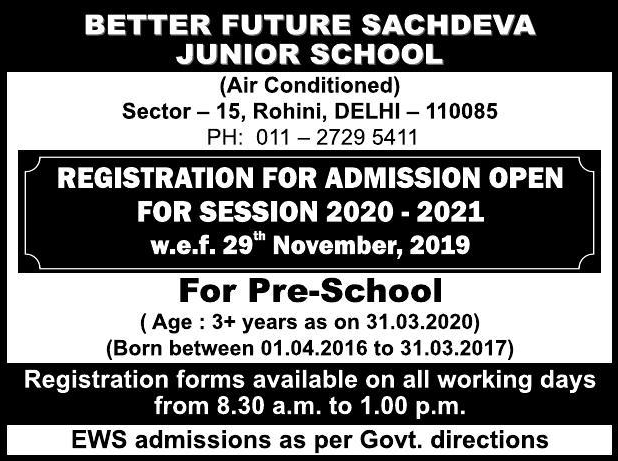 BETTER FUTURE SACHDEVA
JUNIOR SCHOOL
(Air Conditioned)
Sector – 15, Rohini, DELHI – 110085
PH: 011 – 2729 5411
REGISTRATION FOR ADMISSION OPEN
FOR SESSION 2020 - 2021
w.e.f. 29th November, 2019
For Pre-School
( Age : 3+ years as on 31.03.2020)
(Born between 01.04.2016 to 31.03.2017)
Registration forms available on all working days
from 8.30 a.m. to 1.00 p.m.
EWS admissions as per Govt. directions